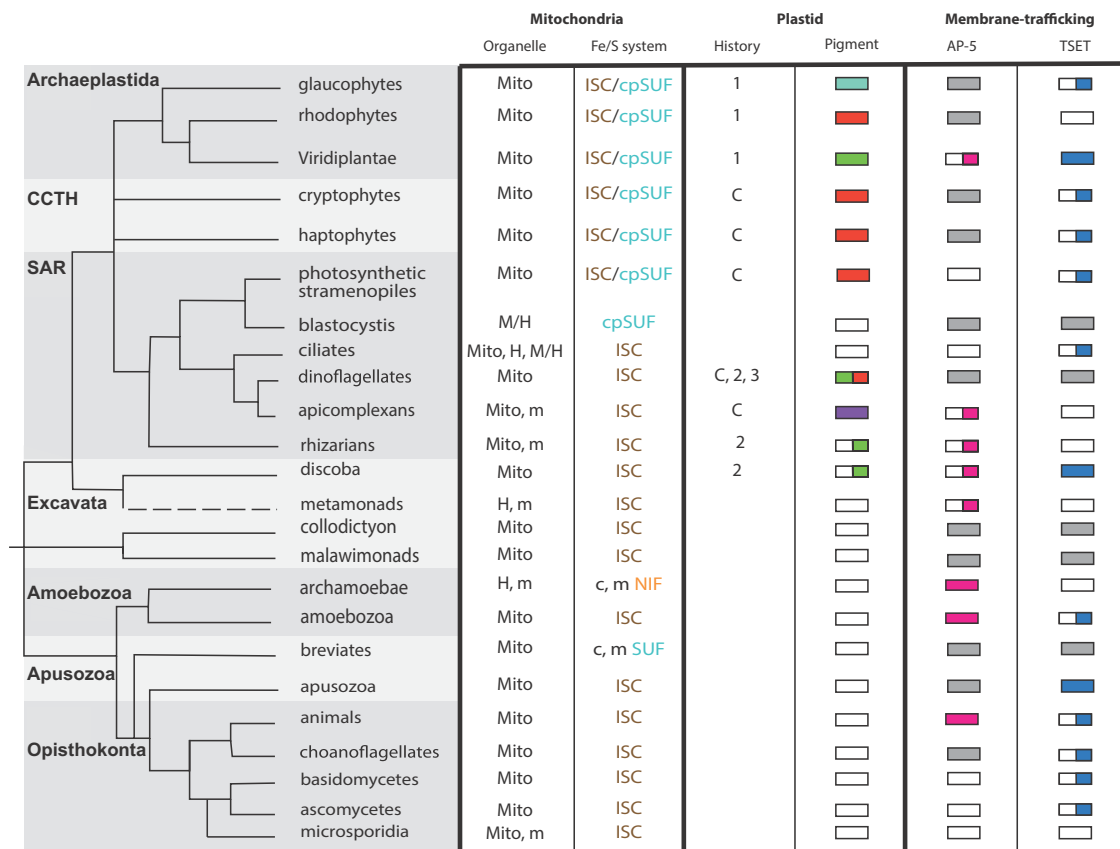 Mitochondria Plastid Membrane-trafficking
Organelle Fe/S system History Pigment AP-5 TSET
Archaeplastida
glaucophytes Mito ISC/cpSUF 1
rhodophytes Mito ISC/cpSUF 1
Viridiplantae Mito ISC/cpSUF 1
CCTH
cryptophytes Mito ISC/cpSUF C
haptophytes Mito ISC/cpSUF C
SAR
photosynthetic Mito ISC/cpSUF C
stramenopiles
blastocystis M/H cpSUF
ciliates Mito, H, M/H ISC
dinoflagellates Mito ISC C, 2, 3
apicomplexans Mito, m ISC C
rhizarians Mito, m ISC 2
discoba Mito ISC 2
Excavata
metamonads H, m ISC
collodictyon Mito ISC
malawimonads Mito ISC
Amoebozoa
archamoebae H, m c, m NIF
amoebozoa Mito ISC
breviates Mito c, m SUF
Apusozoa
apusozoa Mito ISC
animals Mito ISC
Opisthokonta
choanoflagellates Mito ISC
basidomycetes Mito ISC
ascomycetes Mito ISC
microsporidia Mito, m ISC